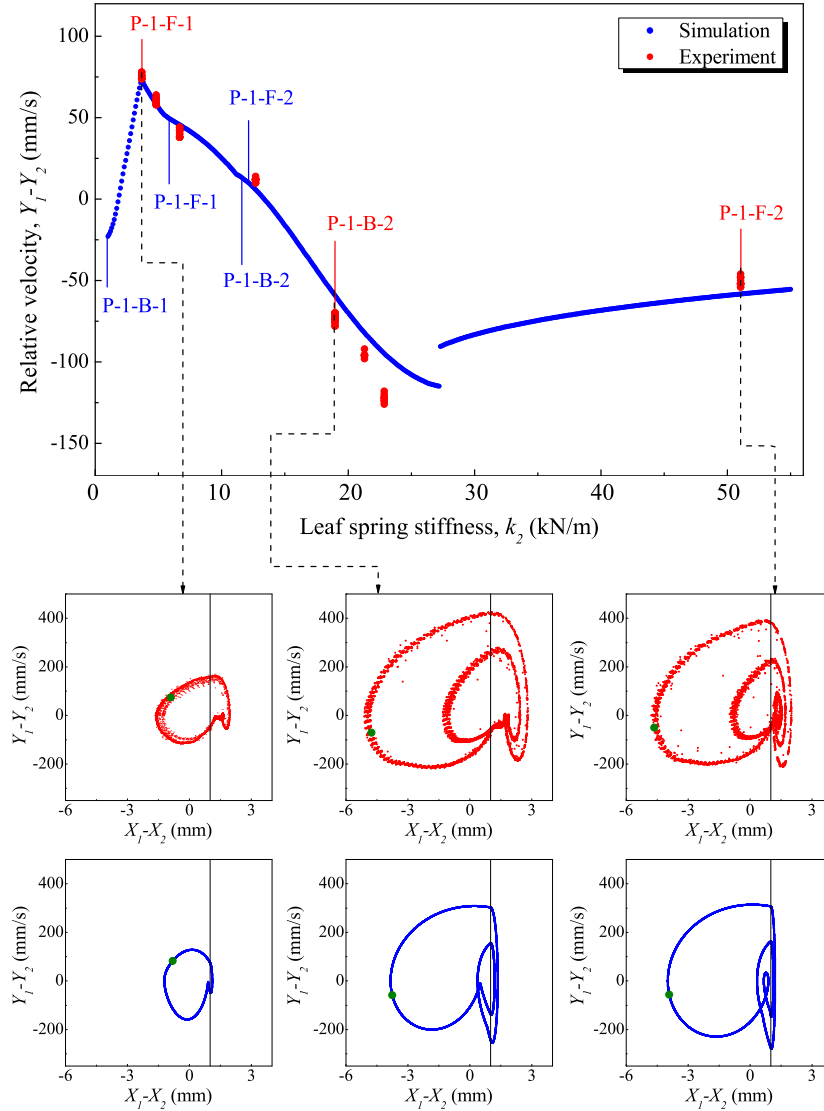 P-1-F-1
Simulation
Experiment
P-1-F-2
P-1-F-1
P-1-B-2
P-1-F-2
P-1-B-2
P-1-B-1
100
50
0
-50
-100
-150
Relative velocity, Y1-Y2 (mm/s)
0 10 20 30 40 50
Leaf spring stiffness, k2 (kN/m)
400
200
0
-200
Y1-Y2 (mm/s)
-6 -3 0 3
X1-X2 (mm)
400
200
0
-200
Y1-Y2 (mm/s)
-6 -3 0 3
X1-X2 (mm)
400
200
0
-200
Y1-Y2 (mm/s)
-6 -3 0 3
X1-X2 (mm)
400
200
0
-200
Y1-Y2 (mm/s)
-6 -3 0 3
X1-X2 (mm)
400
200
0
-200
Y1-Y2 (mm/s)
-6 -3 0 3
X1-X2 (mm)
400
200
0
-200
Y1-Y2 (mm/s)
-6 -3 0 3
X1-X2 (mm)